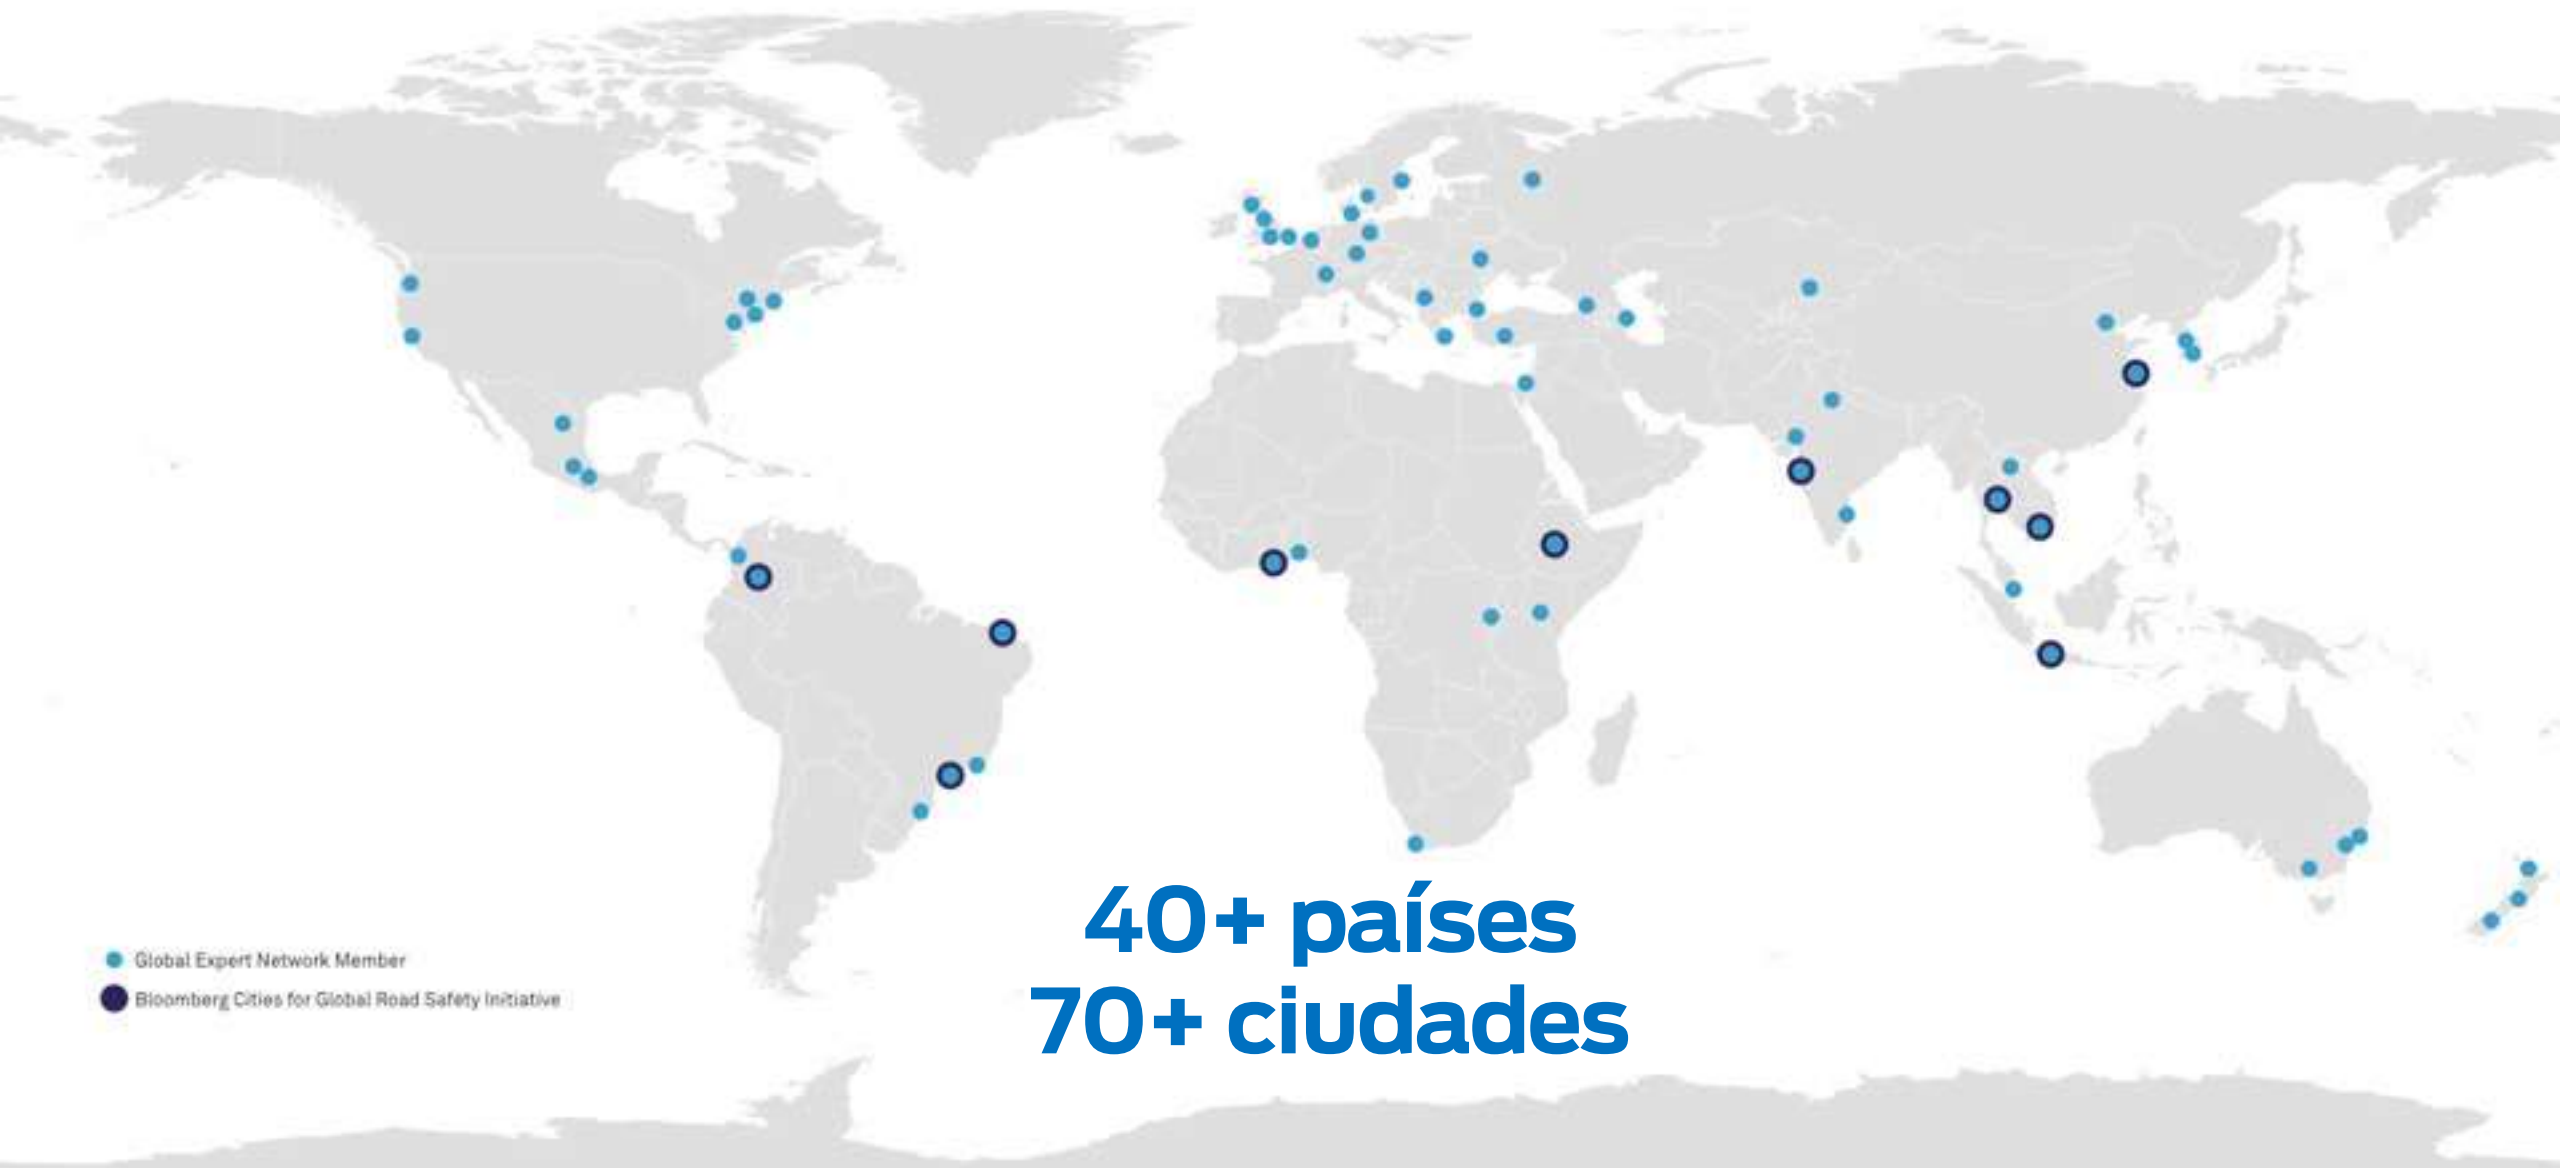 Global Expert Network Member
Bloomberg Cities for Global Road Safety Initiative
40+ países
70+ ciudades